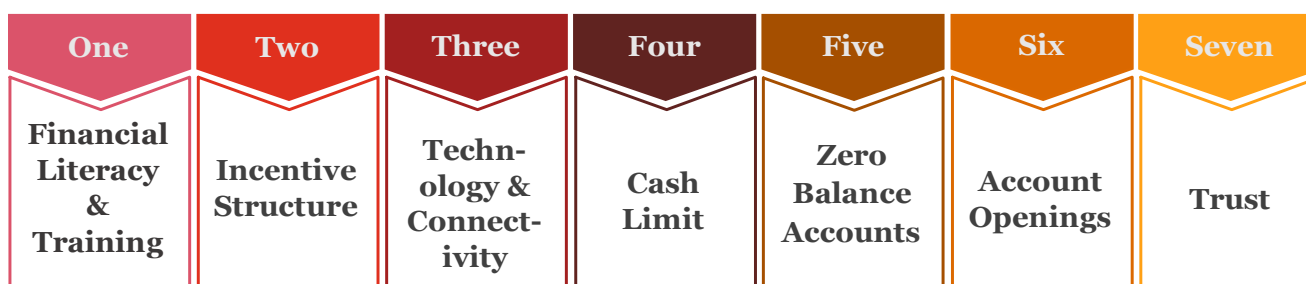 One
Financial
Literacy
&
Training
Two
Incentive
Structure
Three
Techn-
ology &
Connect-
ivity
Four
Cash
Limit
Five
Zero
Balance
Accounts
Six
Account
Openings
Seven
Trust